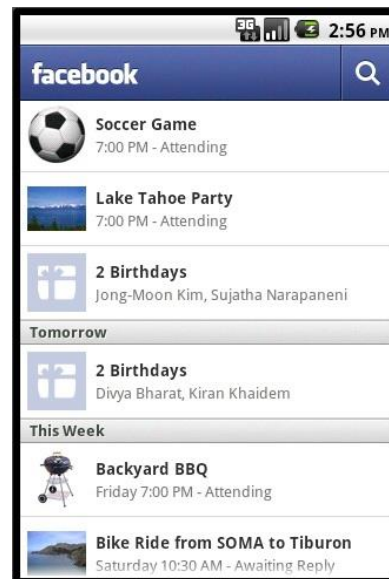 3G 2:56 PM
facebook
Soccer Game
7:00 PM - Attending
Lake Tahoe Party
7:00 PM - Attending
2 Birthdays
Jong-Moon Kim, Sujatha Narapaneni
Tomorrow
2 Birthdays
Divya Bharat, Kiran Khaidem
This Week
Backyard BBQ
Friday 7:00 PM - Attending
Bike Ride from SOMA to Tiburon
Saturday 10:30 AM - Awaiting Reply